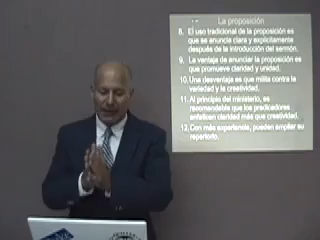 La proposición
8. El uso tradicional de la proposición es
que se anuncia clara y explícitamente
después de la introducción del sermón.
9. La ventaja de anunciar la proposición es
que promueve claridad y unidad.
10. Una desventaja es que milita contra la
variedad y la creatividad.
11. Al principio del ministerio, es
recomendable que los predicadores
enfaticen claridad más que creatividad.
12. Con más experiencia, pueden ampliar su
repertorio.